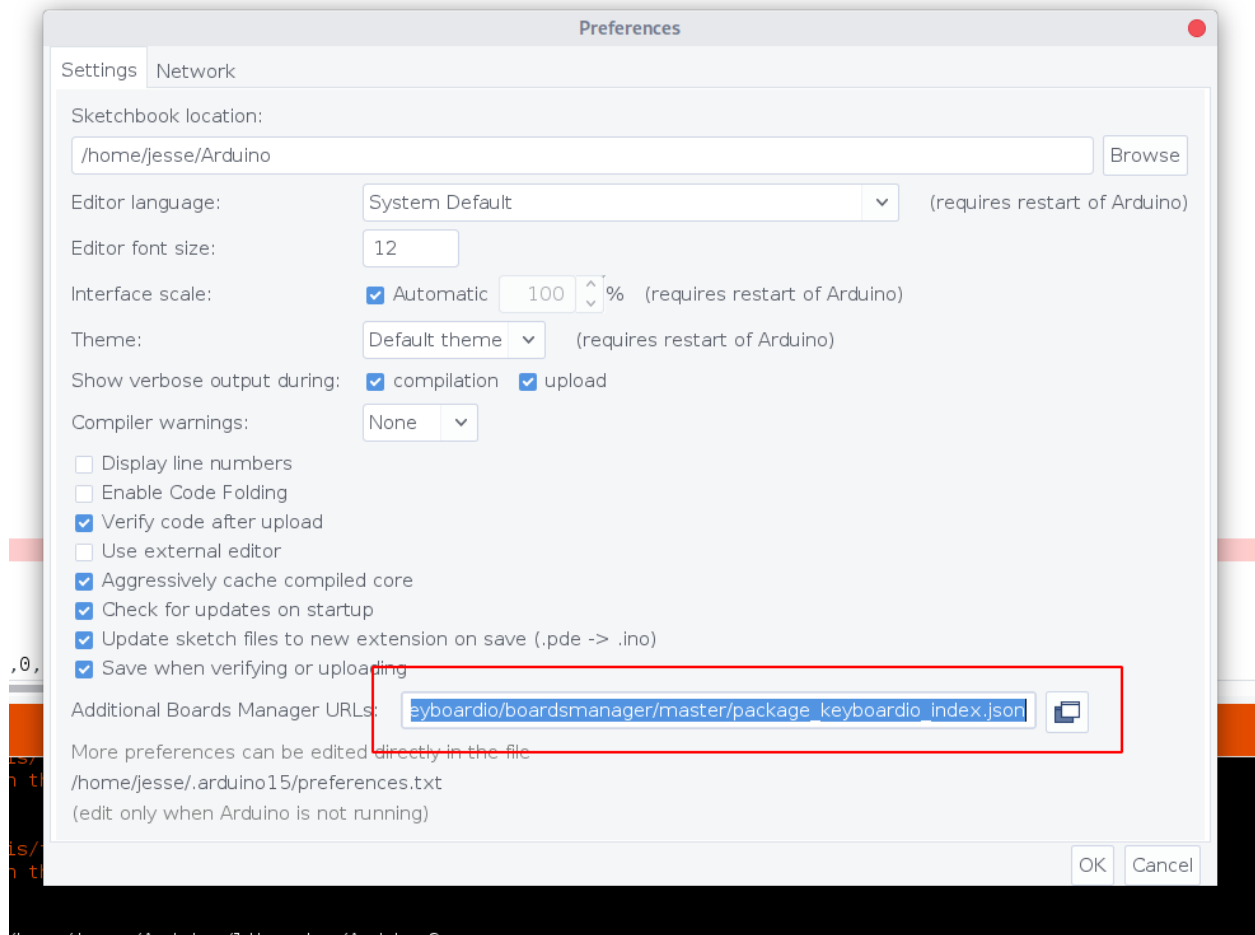 Preferences
Settings Network
Sketchbook location:
/home/jesse/Arduino Browse
Editor language: System Default (requires restart of Arduino)
Editor font size: 12
Interface scale: Automatic 100 % (requires restart of Arduino)
Theme: Default theme (requires restart of Arduino)
Show verbose output during: compilation upload
Compiler warnings: None
Display line numbers
Enable Code Folding
Verify code after upload
Use external editor
Aggressively cache compiled core
Check for updates on startup
Update sketch files to new extension on save (.pde -> .ino)
,0,
Save when verifying or uploading
Additional Boards Manager URLs: eyboardio/boardsmanager/master/package_keyboardio_index.json
More preferences can be edited directly in the file
/home/jesse/.arduino15/preferences.txt
(edit only when Arduino is not running)
OK Cancel